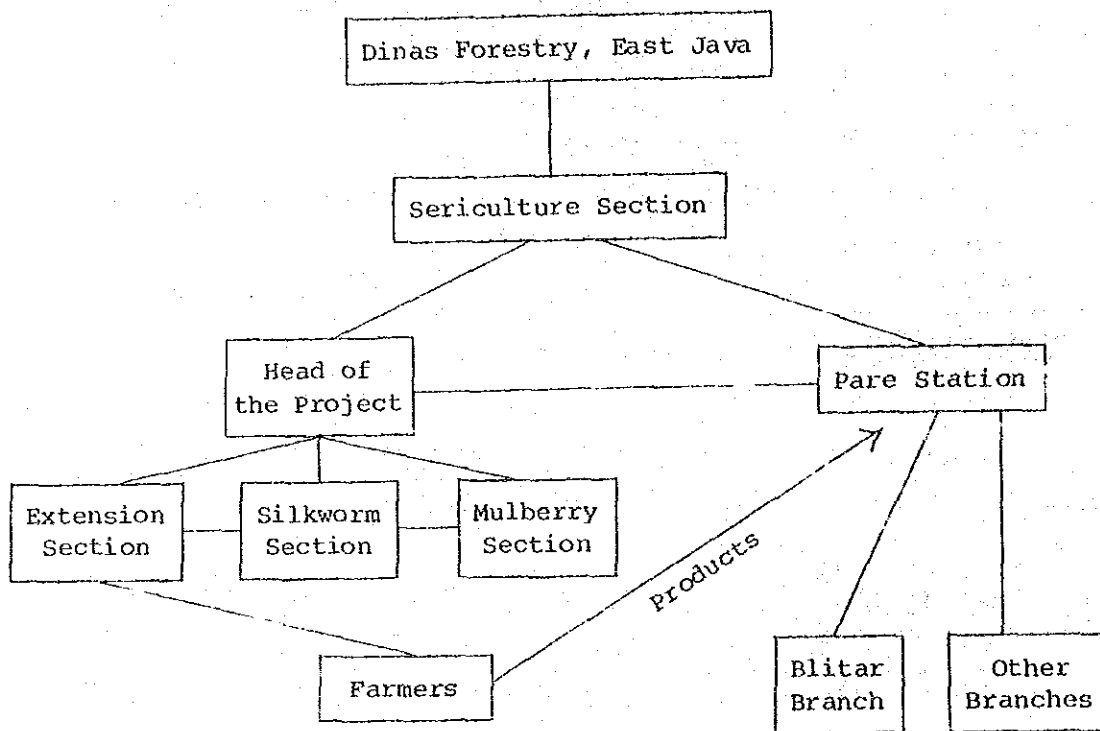 Dinas Forestry, East Java
Sericulture Section
Head of
the Project
Pare Station
Extension
Section
Silkworm
Section
Mulberry
Section
Products
Farmers
Blitar
Branch
Other
Branches